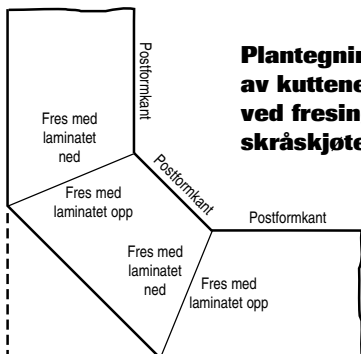 Plantegnin
av kuttene
ved fresin
skråskjøte
Postformkant
Fres med
laminatet
ned
Fres med
laminatet opp
Postformkant
Postformkant
Fres med
laminatet
ned
Fres med
laminatet opp